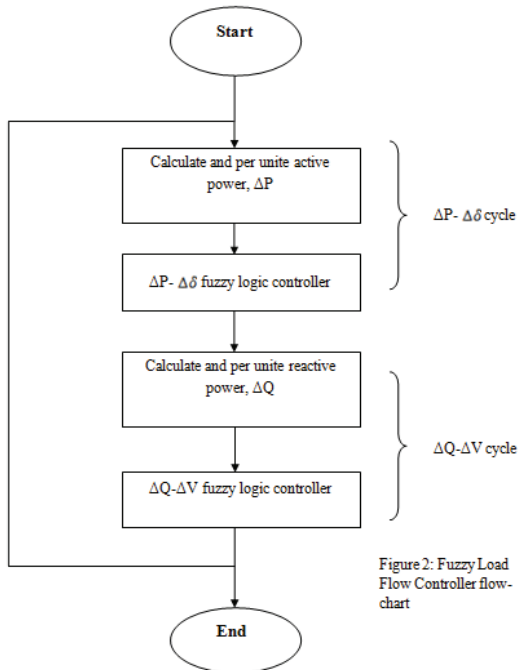 Start
Calculate and per unite active
power, ΔP
ΔP- Δδ cycle
ΔP- Δδ fuzzy logic controller
Calculate and per unite reactive
power, ΔQ
ΔQ-ΔV cycle
ΔQ-ΔV fuzzy logic controller
Figure 2: Fuzzy Load
Flow Controller flow-
chart
End